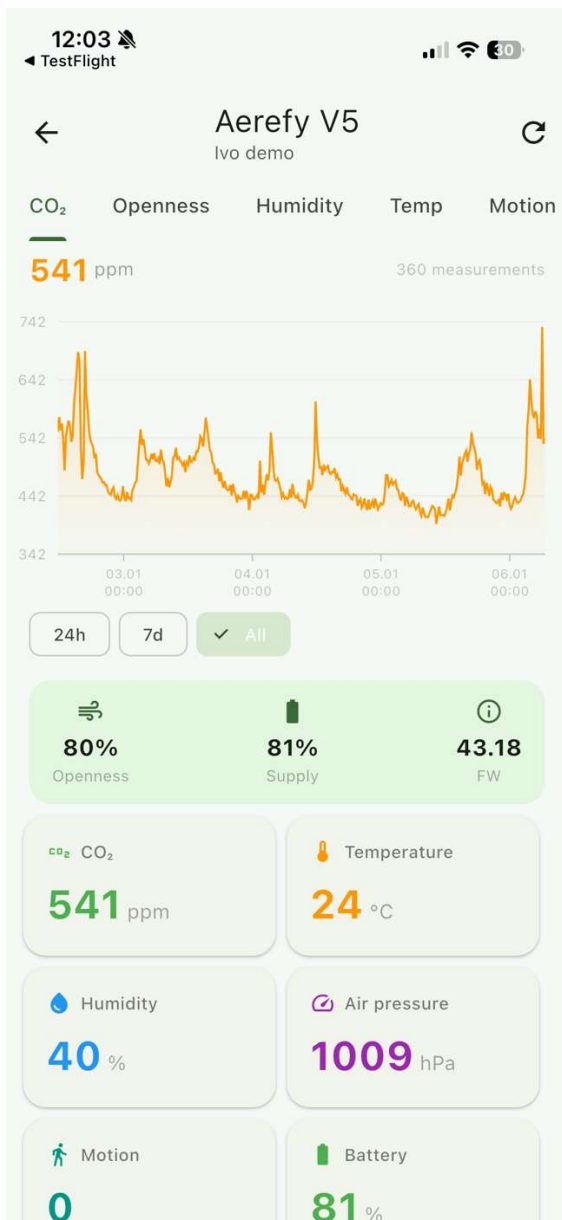 12:03
◀ TestFlight
30
Aerefy V5
Ivo demo
CO₂ Openness Humidity Temp Motion
541 ppm
360 measurements
742
642
542
442
342
03.01 04.01 05.01 06.01
00:00 00:00 00:00 00:00
24h 7d All
80% 81% 43.18
Openness Supply FW
CO₂ CO₂
541 ppm
Temperature
24 °C
Humidity
40 %
Air pressure
1009 hPa
Motion
0
Battery
81 %